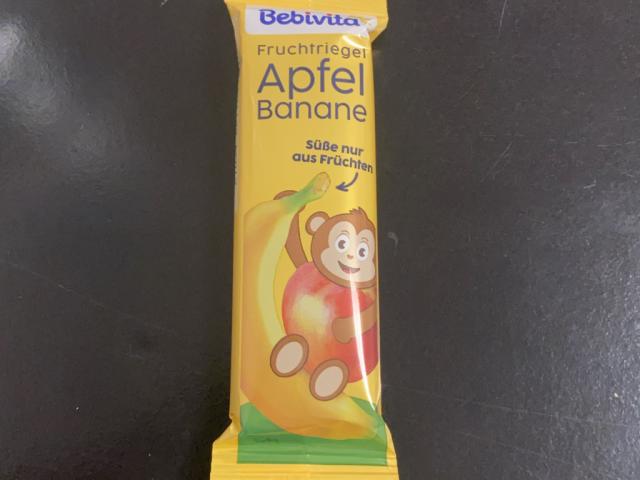 Bebivita
Fruchtriegel
Apfel
Banane
Süße nur
aus Früchten